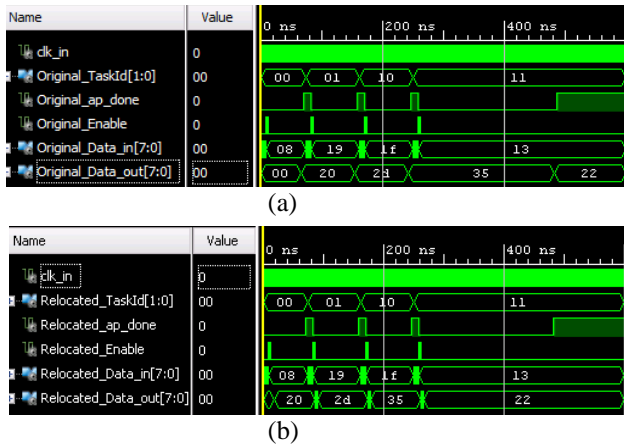 Name Value 0 ns 200 ns 400 ns
clk_in 0
Original_TaskId[1:0] 00 00 01 10 11
Original_ap_done 0
Original_Enable 0
Original_Data_in[7:0] 00 08 19 1f 13
Original_Data_out[7:0] 00 00 20 2d 35 22
(a)
Name Value 0 ns 200 ns 400 ns
clk_in 0
Relocated_TaskId[1:0] 00 00 01 10 11
Relocated_ap_done 0
Relocated_Enable 0
Relocated_Data_in[7:0] 00 08 19 1f 13
Relocated_Data_out[7:0] 00 20 2d 35 22
(b)